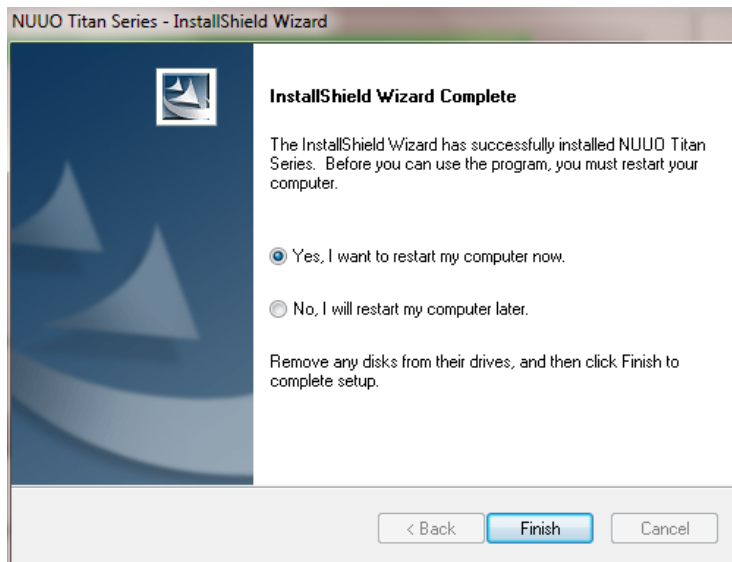 NUUO Titan Series - InstallShield Wizard
InstallShield Wizard Complete
The InstallShield Wizard has successfully installed NUUO Titan
Series.  Before you can use the program, you must restart your
computer.
Yes, I want to restart my computer now.
No, I will restart my computer later.
Remove any disks from their drives, and then click Finish to
complete setup.
< Back
Finish
Cancel